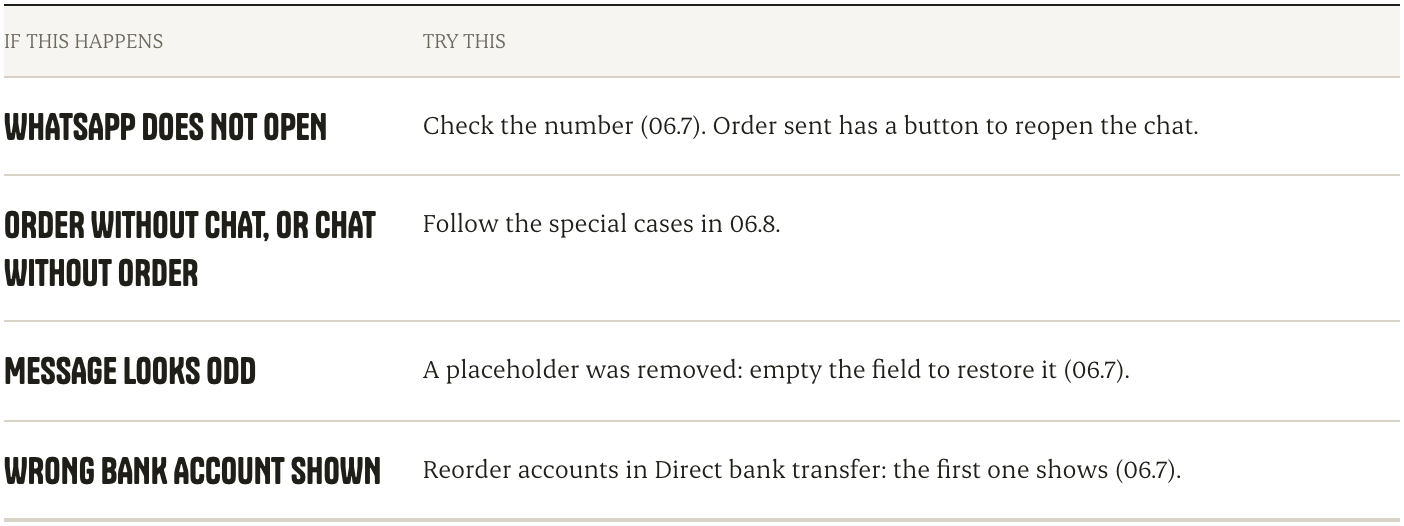 IF THIS HAPPENS TRY THIS
WHATSAPP DOES NOT OPEN Check the number (06.7). Order sent has a button to reopen the chat.
ORDER WITHOUT CHAT, OR CHAT Follow the special cases in 06.8.
WITHOUT ORDER
MESSAGE LOOKS ODD A placeholder was removed: empty the field to restore it (06.7).
WRONG BANK ACCOUNT SHOWN Reorder accounts in Direct bank transfer: the first one shows (06.7).